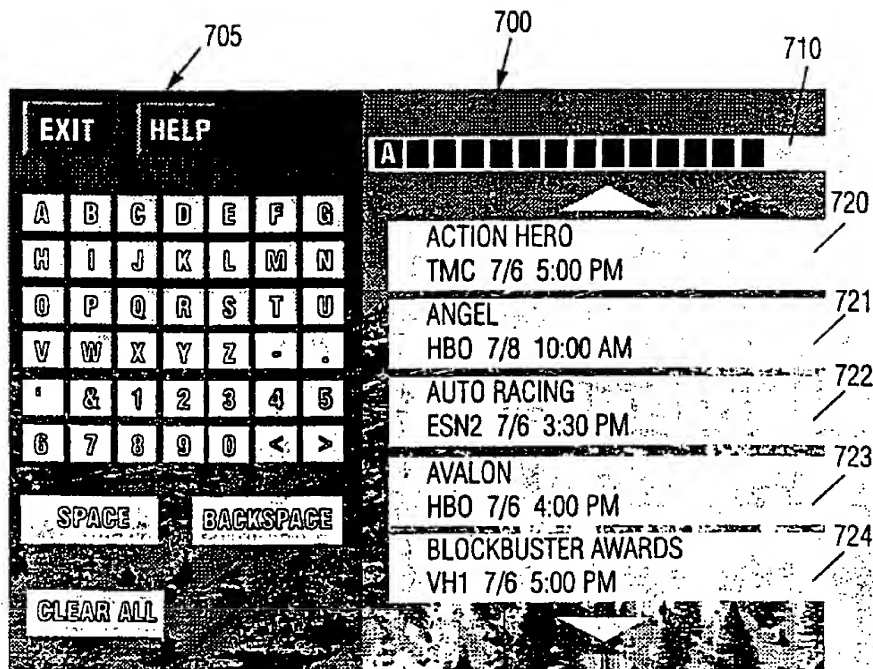 705
700
710
EXIT HELP
A
A B C D E F G
H I J K L M N
O P Q R S T U
V W X Y Z - .
' & 1 2 3 4 5
6 7 8 9 0 < >
SPACE BACKSPACE
CLEAR ALL
720
ACTION HERO
TMC 7/6 5:00 PM
721
ANGEL
HBO 7/8 10:00 AM
722
AUTO RACING
ESN2 7/6 3:30 PM
723
AVALON
HBO 7/6 4:00 PM
724
BLOCKBUSTER AWARDS
VH1 7/6 5:00 PM